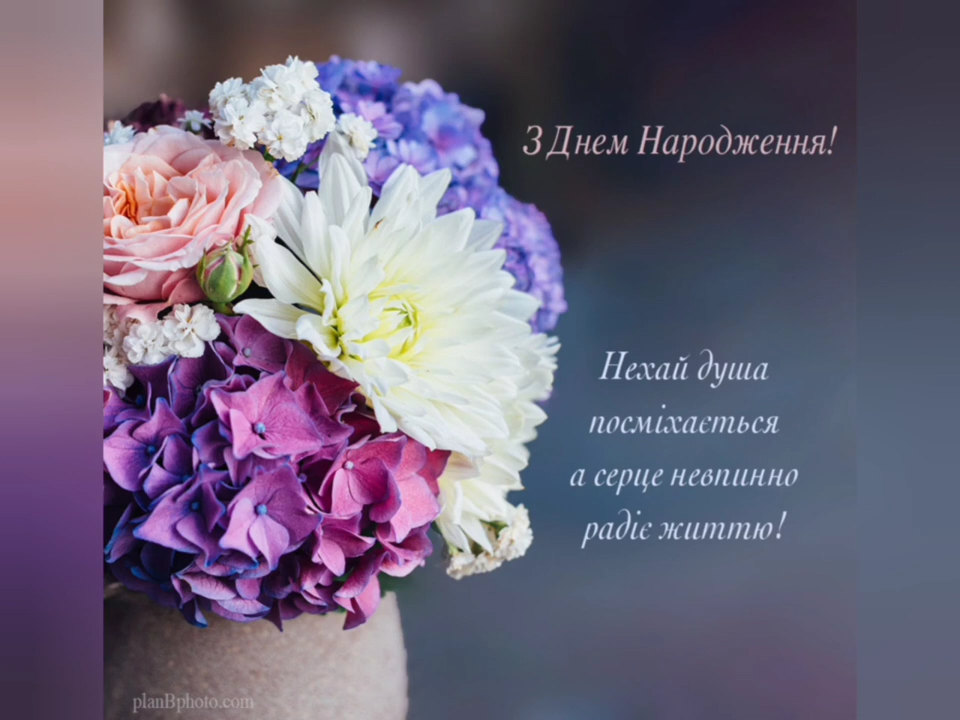 З Днем Народження!
Нехай душа
посміхається
а серце невпинно
радіє життю!
planBphoto.com